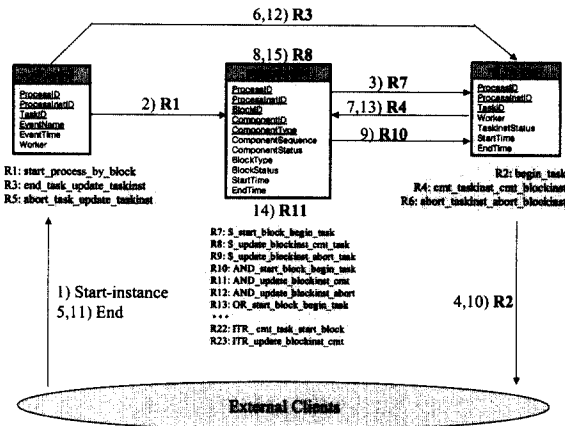 6,12) R3
8,15) R8
ProcessID
ProcessInstID
TaskID
EventName
EventTime
Worker
2) R1
ProcessID
ProcessInstID
BlockID
ComponentID
ComponentType
ComponentSequence
ComponentStatus
BlockType
BlockStatus
StartTime
EndTime
3) R7
7,13) R4
9) R10
ProcessID
ProcessInstID
TaskID
Worker
TaskInstStatus
StartTime
EndTime
R1: start_process_by_block
R3: end_task_update_taskinst
R5: abort_task_update_taskinst
R2: begin_task
R4: cmt_taskinst_cmt_blockinst
R6: abort_taskinst_abort_blockinst
14) R11
R7: S_start_block_begin_task
R8: S_update_blockinst_cmt_task
R9: S_update_blockinst_abort_task
R10: AND_start_block_begin_task
R11: AND_update_blockinst_cmt
R12: AND_update_blockinst_abort
R13: OR_start_block_begin_task
• • •
R22: ITR_cmt_task_start_block
R23: ITR_update_blockinst_cmt
1) Start-instance
5,11) End
4,10) R2
External Clients